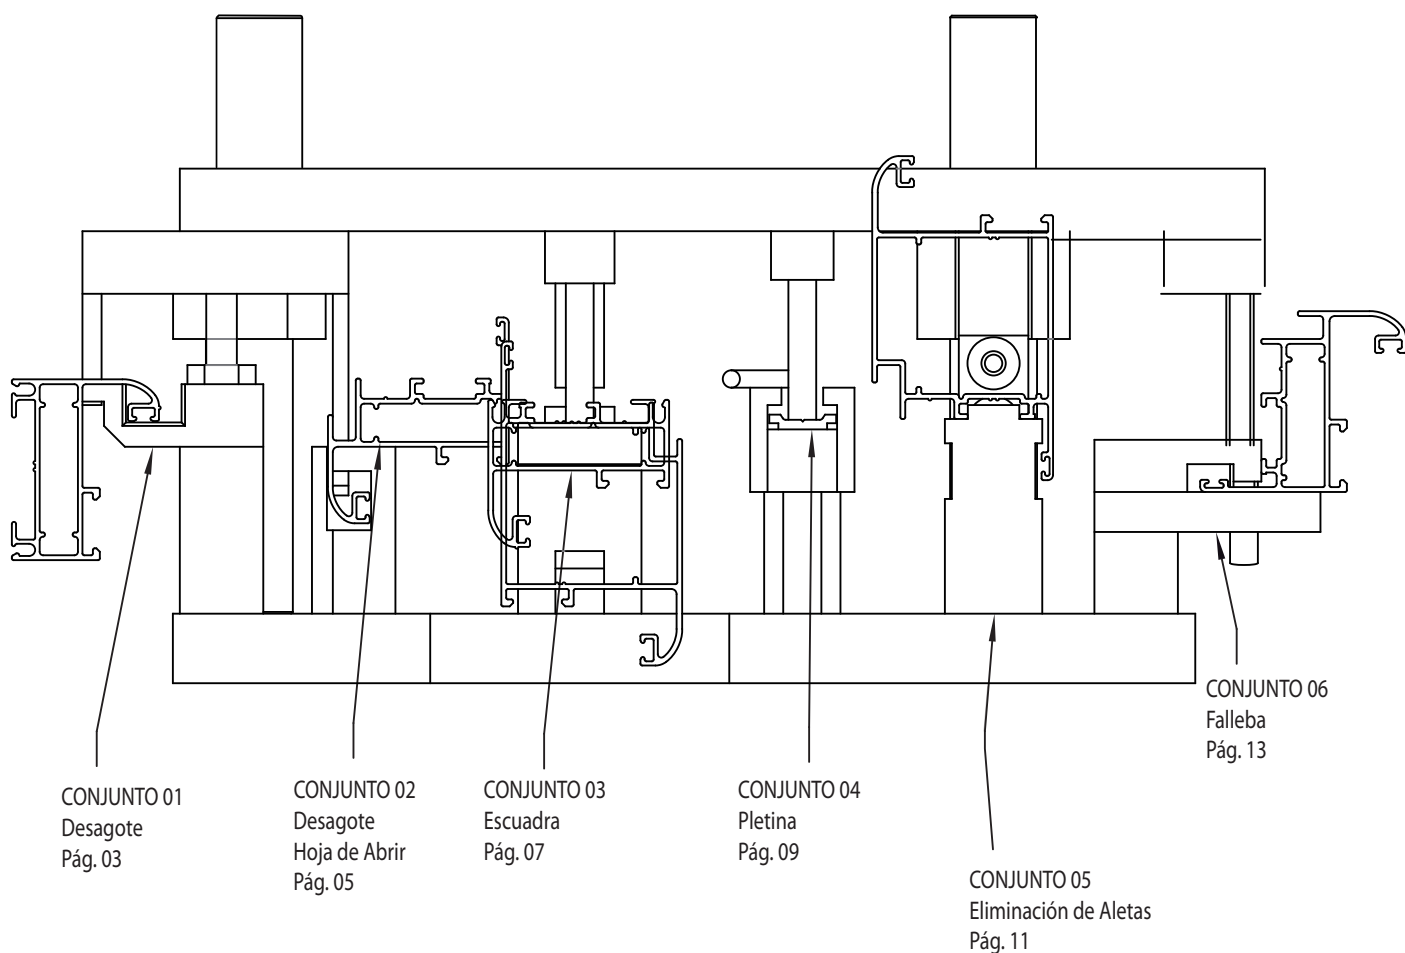 CONJUNTO 01
Desagote
Pág. 03
CONJUNTO 02
Desagote
Hoja de Abrir
Pág. 05
CONJUNTO 03
Escuadra
Pág. 07
CONJUNTO 04
Pletina
Pág. 09
CONJUNTO 05
Eliminación de Aletas
Pág. 11
CONJUNTO 06
Falleba
Pág. 13